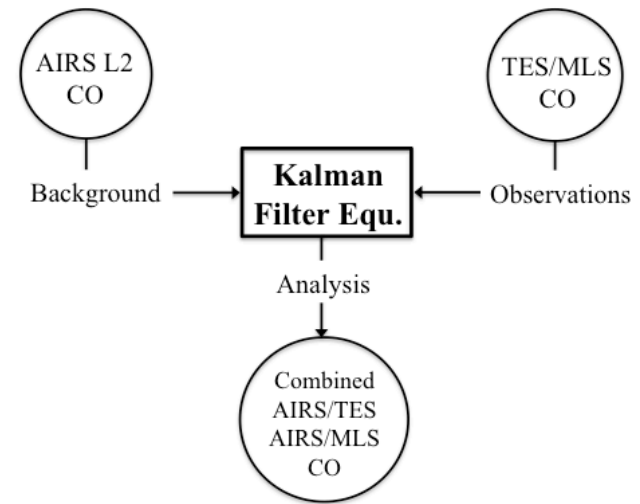 AIRS L2
CO
TES/MLS
CO
Background
Kalman
Filter Equ.
Observations
Analysis
Combined
AIRS/TES
AIRS/MLS
CO